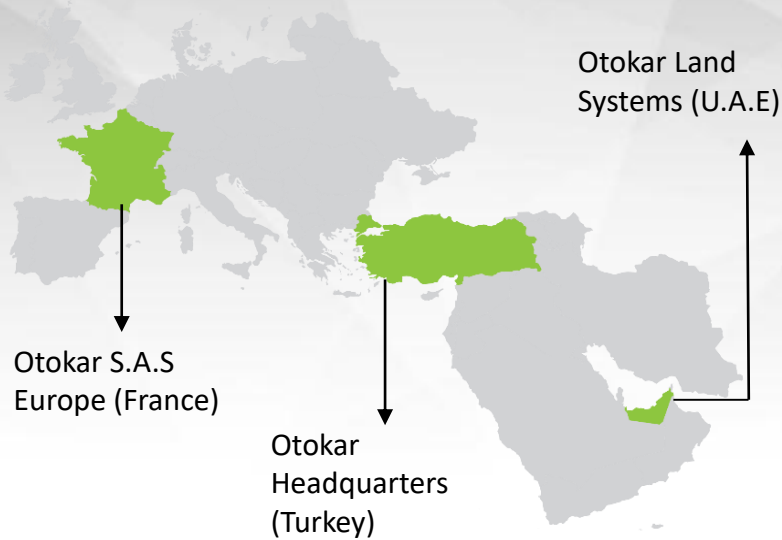 Otokar Land
Systems (U.A.E)
Otokar S.A.S
Europe (France)
Otokar
Headquarters
(Turkey)